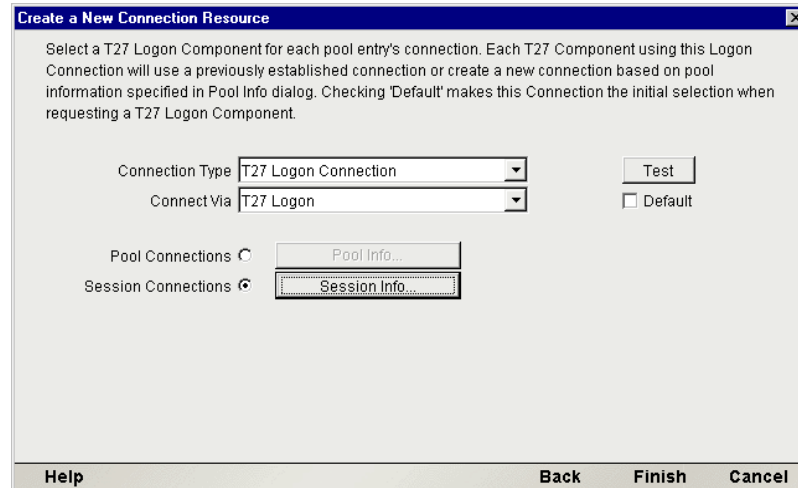 Create a New Connection Resource
Select a T27 Logon Component for each pool entry's connection. Each T27 Component using this Logon
Connection will use a previously established connection or create a new connection based on pool
information specified in Pool Info dialog. Checking 'Default' makes this Connection the initial selection when
requesting a T27 Logon Component.
Connection Type T27 Logon Connection Test
Connect Via T27 Logon Default
Pool Connections Pool Info...
Session Connections Session Info...
Help Back Finish Cancel